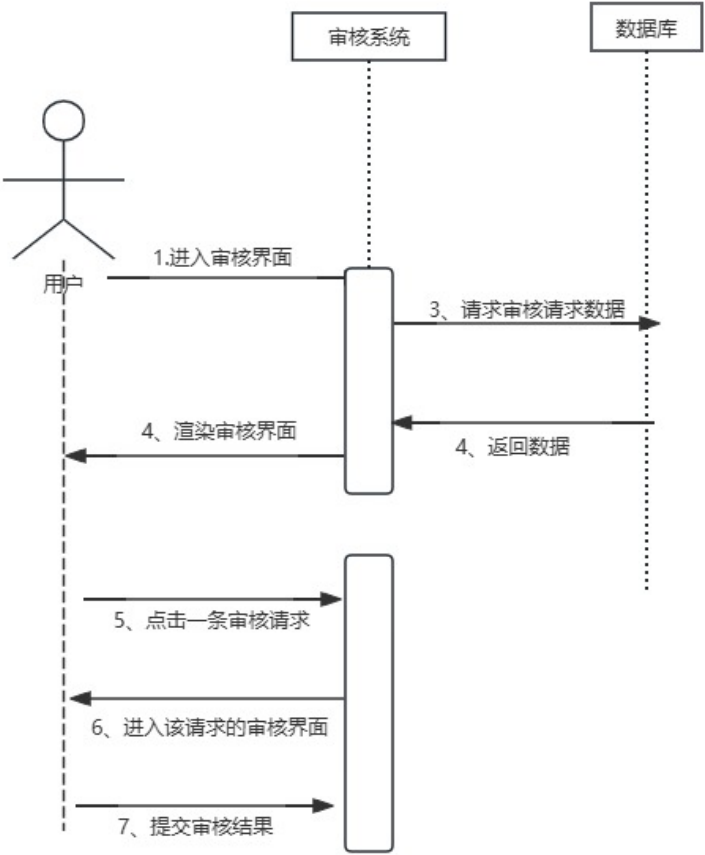 审核系统
数据库
用户
1.进入审核界面
3、请求审核请求数据
4、渲染审核界面
4、返回数据
5、点击一条审核请求
6、进入该请求的审核界面
7、提交审核结果